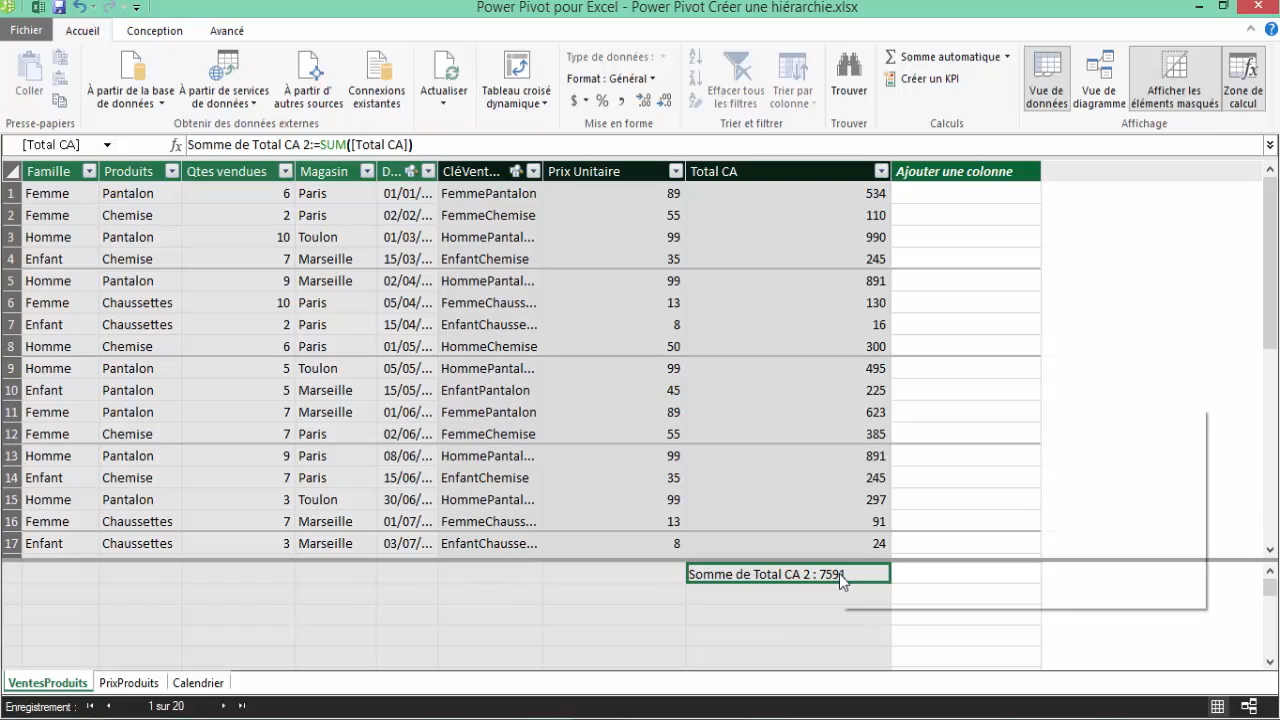 Power Pivot pour Excel - Power Pivot Créer une hiérarchie.xlsx
Fichier Accueil Conception Avancé
Coller
À partir de la base de données
À partir de services de données
À partir d' autres sources
Connexions existantes
Actualiser
Tableau croisé dynamique
Type de données :
Format : Général
$ % ,
Effacer tous les filtres
Trier par colonne
Trouver
Somme automatique
Créer un KPI
Vue de données
Vue de diagramme
Afficher les éléments masqués
Zone de calcul
Presse-papiers Obtenir des données externes Mise en forme Trier et filtrer Trouver Calculs Affichage
[Total CA] fx Somme de Total CA 2:=SUM([Total CA])
Famille Produits Qtes vendues Magasin D... CléVent... Prix Unitaire Total CA Ajouter une colonne
1 Femme Pantalon 6 Paris 01/01/... FemmePantalon 89 534
2 Femme Chemise 2 Paris 02/02/... FemmeChemise 55 110
3 Homme Pantalon 10 Toulon 01/03/... HommePantal... 99 990
4 Enfant Chemise 7 Marseille 15/03/... EnfantChemise 35 245
5 Homme Pantalon 9 Marseille 02/04/... HommePantal... 99 891
6 Femme Chaussettes 10 Paris 05/04/... FemmeChauss... 13 130
7 Enfant Chaussettes 2 Paris 15/04/... EnfantChausse... 8 16
8 Homme Chemise 6 Paris 01/05/... HommeChemise 50 300
9 Homme Pantalon 5 Toulon 05/05/... HommePantal... 99 495
10 Enfant Pantalon 5 Marseille 15/05/... EnfantPantalon 45 225
11 Femme Pantalon 7 Marseille 01/06/... FemmePantalon 89 623
12 Femme Chemise 7 Paris 02/06/... FemmeChemise 55 385
13 Homme Pantalon 9 Paris 08/06/... HommePantal... 99 891
14 Enfant Chemise 7 Paris 15/06/... EnfantChemise 35 245
15 Homme Pantalon 3 Toulon 30/06/... HommePantal... 99 297
16 Femme Chaussettes 7 Marseille 01/07/... FemmeChauss... 13 91
17 Enfant Chaussettes 3 Marseille 03/07/... EnfantChausse... 8 24
Somme de Total CA 2 : 7591
VentesProduits PrixProduits Calendrier
Enregistrement : 1 sur 20